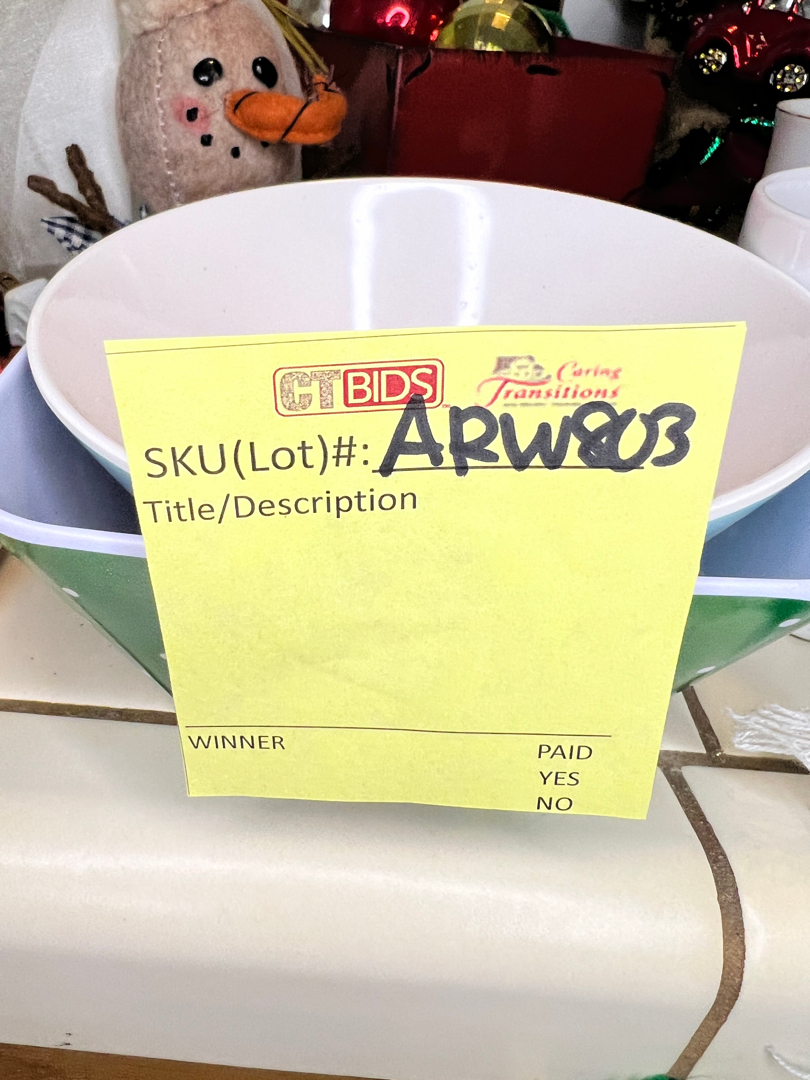 CTBIDS Caring Transitions
SKU(Lot)#: ARW803
Title/Description
WINNER PAID
YES
NO